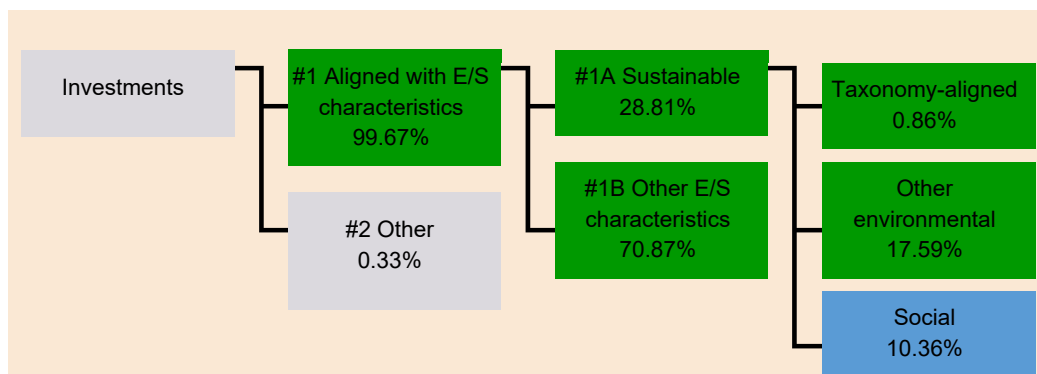 Investments
#1 Aligned with E/S
characteristics
99.67%
#2 Other
0.33%
#1A Sustainable
28.81%
#1B Other E/S
characteristics
70.87%
Taxonomy-aligned
0.86%
Other
environmental
17.59%
Social
10.36%